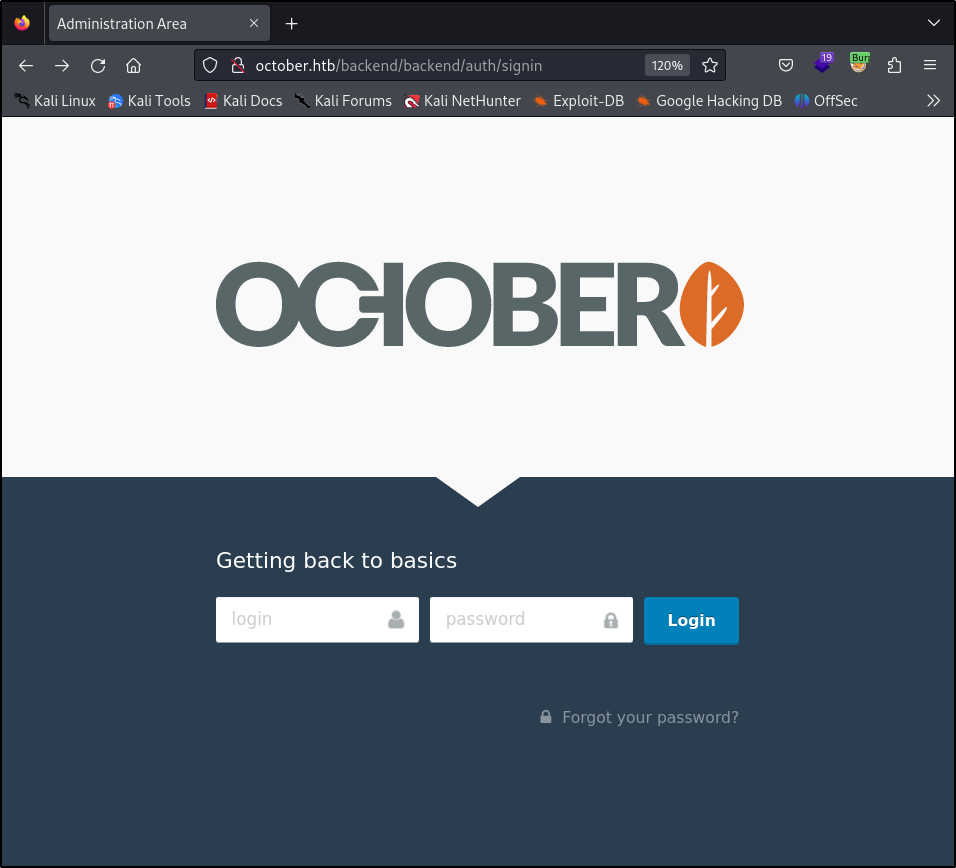 Administration Area
october.htb/backend/backend/auth/signin 120% 19 Bur
Kali Linux Kali Tools Kali Docs Kali Forums Kali NetHunter Exploit-DB Google Hacking DB OffSec
OCTOBER
Getting back to basics
login password Login
Forgot your password?